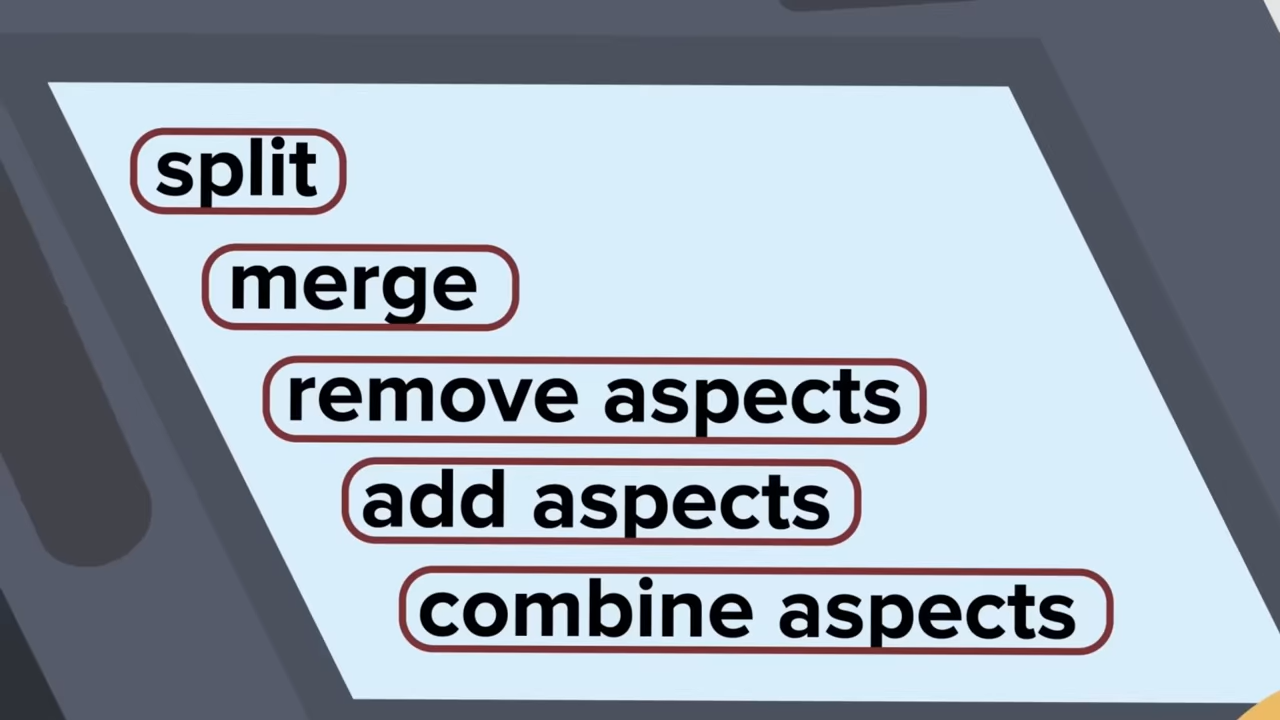 split
merge
remove aspects
add aspects
combine aspects